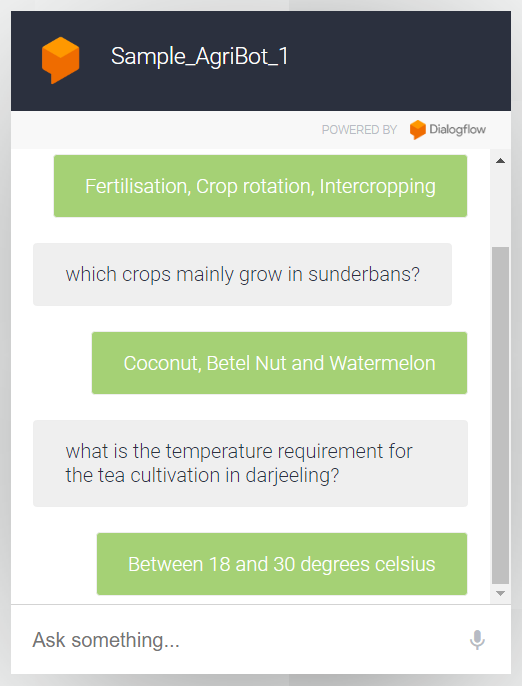 Sample_AgriBot_1
POWERED BY Dialogflow
Fertilisation, Crop rotation, Intercropping
which crops mainly grow in sunderbans?
Coconut, Betel Nut and Watermelon
what is the temperature requirement for
the tea cultivation in darjeeling?
Between 18 and 30 degrees celsius
Ask something...